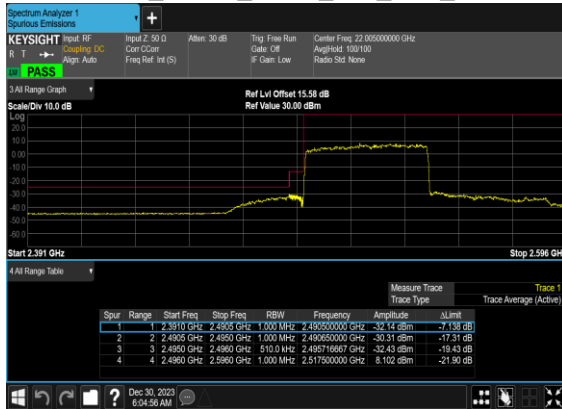 Spectrum Analyzer 1
Spurious Emissions
KEYSIGHT Input: RF Input Z: 50 Ω Atten: 30 dB Trig: Free Run Center Freq: 22.005000000 GHz
R T Coupling: DC Corr CCorr Gate: Off Avg|Hold: 100/100
Align: Auto Freq Ref: Int (S) IF Gain: Low Radio Std: None
PASS
3 All Range Graph
Ref Lvl Offset 15.58 dB
Scale/Div 10.0 dB Ref Value 30.00 dBm
Log
20.0
10.0
0.00
-10.0
-20.0
-30.0
-40.0
-50.0
-60.0
Start 2.391 GHz Stop 2.596 GH
4 All Range Table
Measure Trace Trace 1
Trace Type Trace Average (Active)
Spur Range Start Freq Stop Freq RBW Frequency Amplitude ΔLimit
1 1 2.3910 GHz 2.4905 GHz 1.000 MHz 2.490500000 GHz -32.14 dBm -7.138 dB
2 2 2.4905 GHz 2.4950 GHz 1.000 MHz 2.490650000 GHz -30.31 dBm -17.31 dB
3 3 2.4950 GHz 2.4960 GHz 510.0 kHz 2.495716667 GHz -32.43 dBm -19.43 dB
4 4 2.4960 GHz 2.5960 GHz 1.000 MHz 2.517500000 GHz 8.102 dBm -21.90 dB
Dec 30, 2023
6:04:56 AM